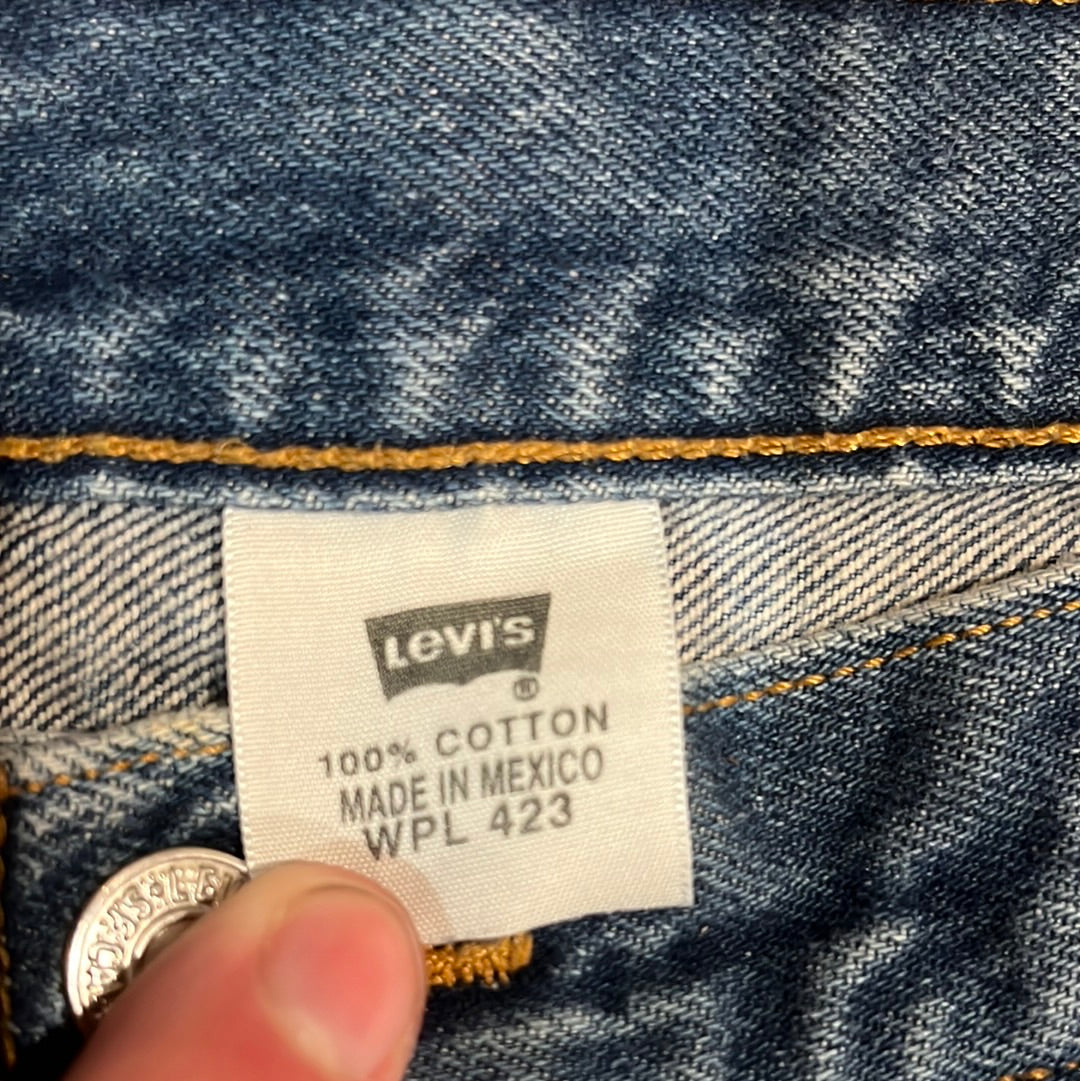 Levi's
®
100% COTTON
MADE IN MEXICO
WPL 423